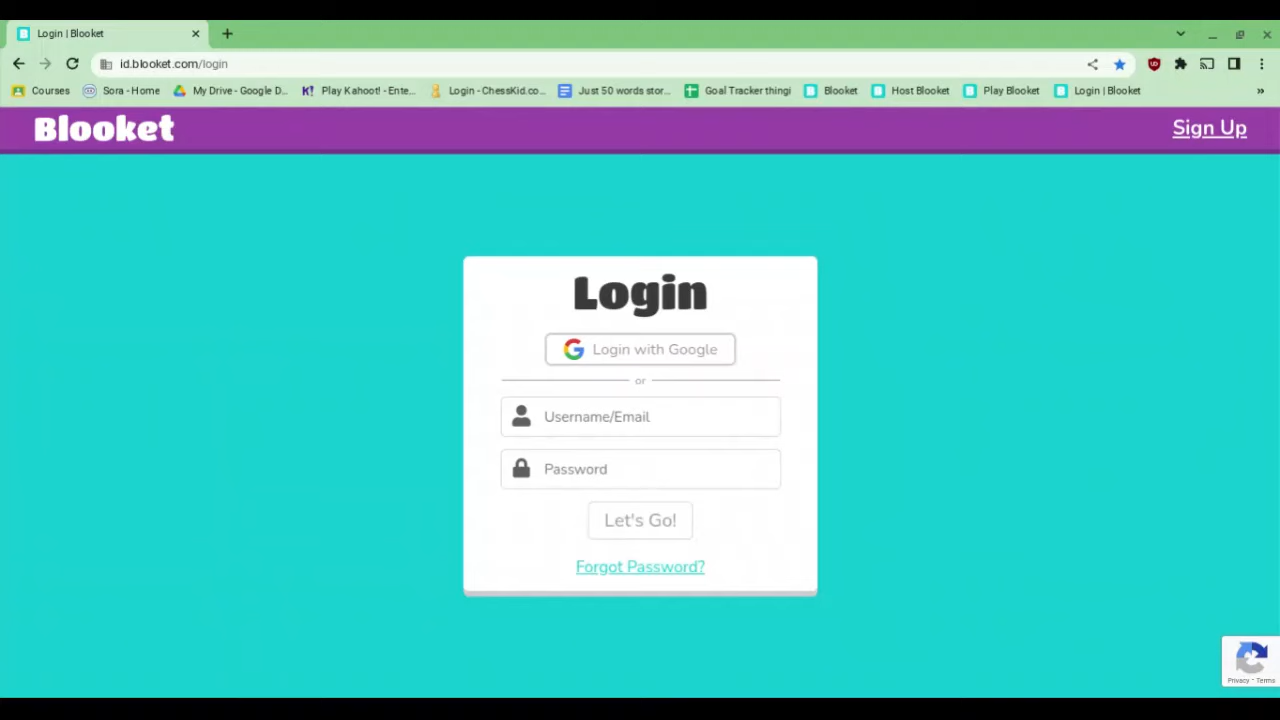 Login | Blooket
id.blooket.com/login
Courses Sora - Home My Drive - Google D... K! Play Kahoot! - Ente... Login - ChessKid.co... Just 50 words stor... Goal Tracker thingi Blooket Host Blooket Play Blooket Login | Blooket »
Blooket Sign Up
Login
Login with Google
or
Username/Email
Password
Let's Go!
Forgot Password?
Privacy - Terms